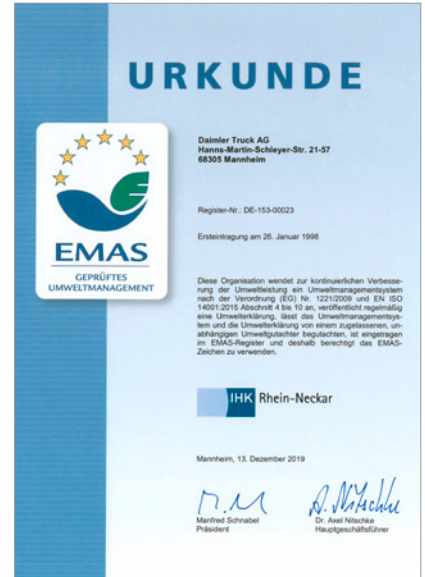 URKUNDE
Daimler Truck AG
Hanns-Martin-Schleyer-Str. 21-57
68305 Mannheim
EMAS
GEPRÜFTES
UMWELTMANAGEMENT
Register-Nr.: DE-153-00023
Ersteintragung am 26. Januar 1998
Diese Organisation wendet zur kontinuierlichen Verbesse-
rung der Umweltleistung ein Umweltmanagementsystem
nach der Verordnung (EG) Nr. 1221/2009 und EN ISO
14001:2015 Abschnitt 4 bis 10 an, veröffentlicht regelmäßig
eine Umwelterklärung, lässt das Umweltmanagementsys-
tem und die Umwelterklärung von einem zugelassenen, un-
abhängigen Umweltgutachter begutachten, ist eingetragen
im EMAS-Register und deshalb berechtigt das EMAS-
Zeichen zu verwenden.
IHK Rhein-Neckar
Mannheim, 13. Dezember 2019
A. Nitschke
Manfred Schnabel
Präsident
Dr. Axel Nitschke
Hauptgeschäftsführer